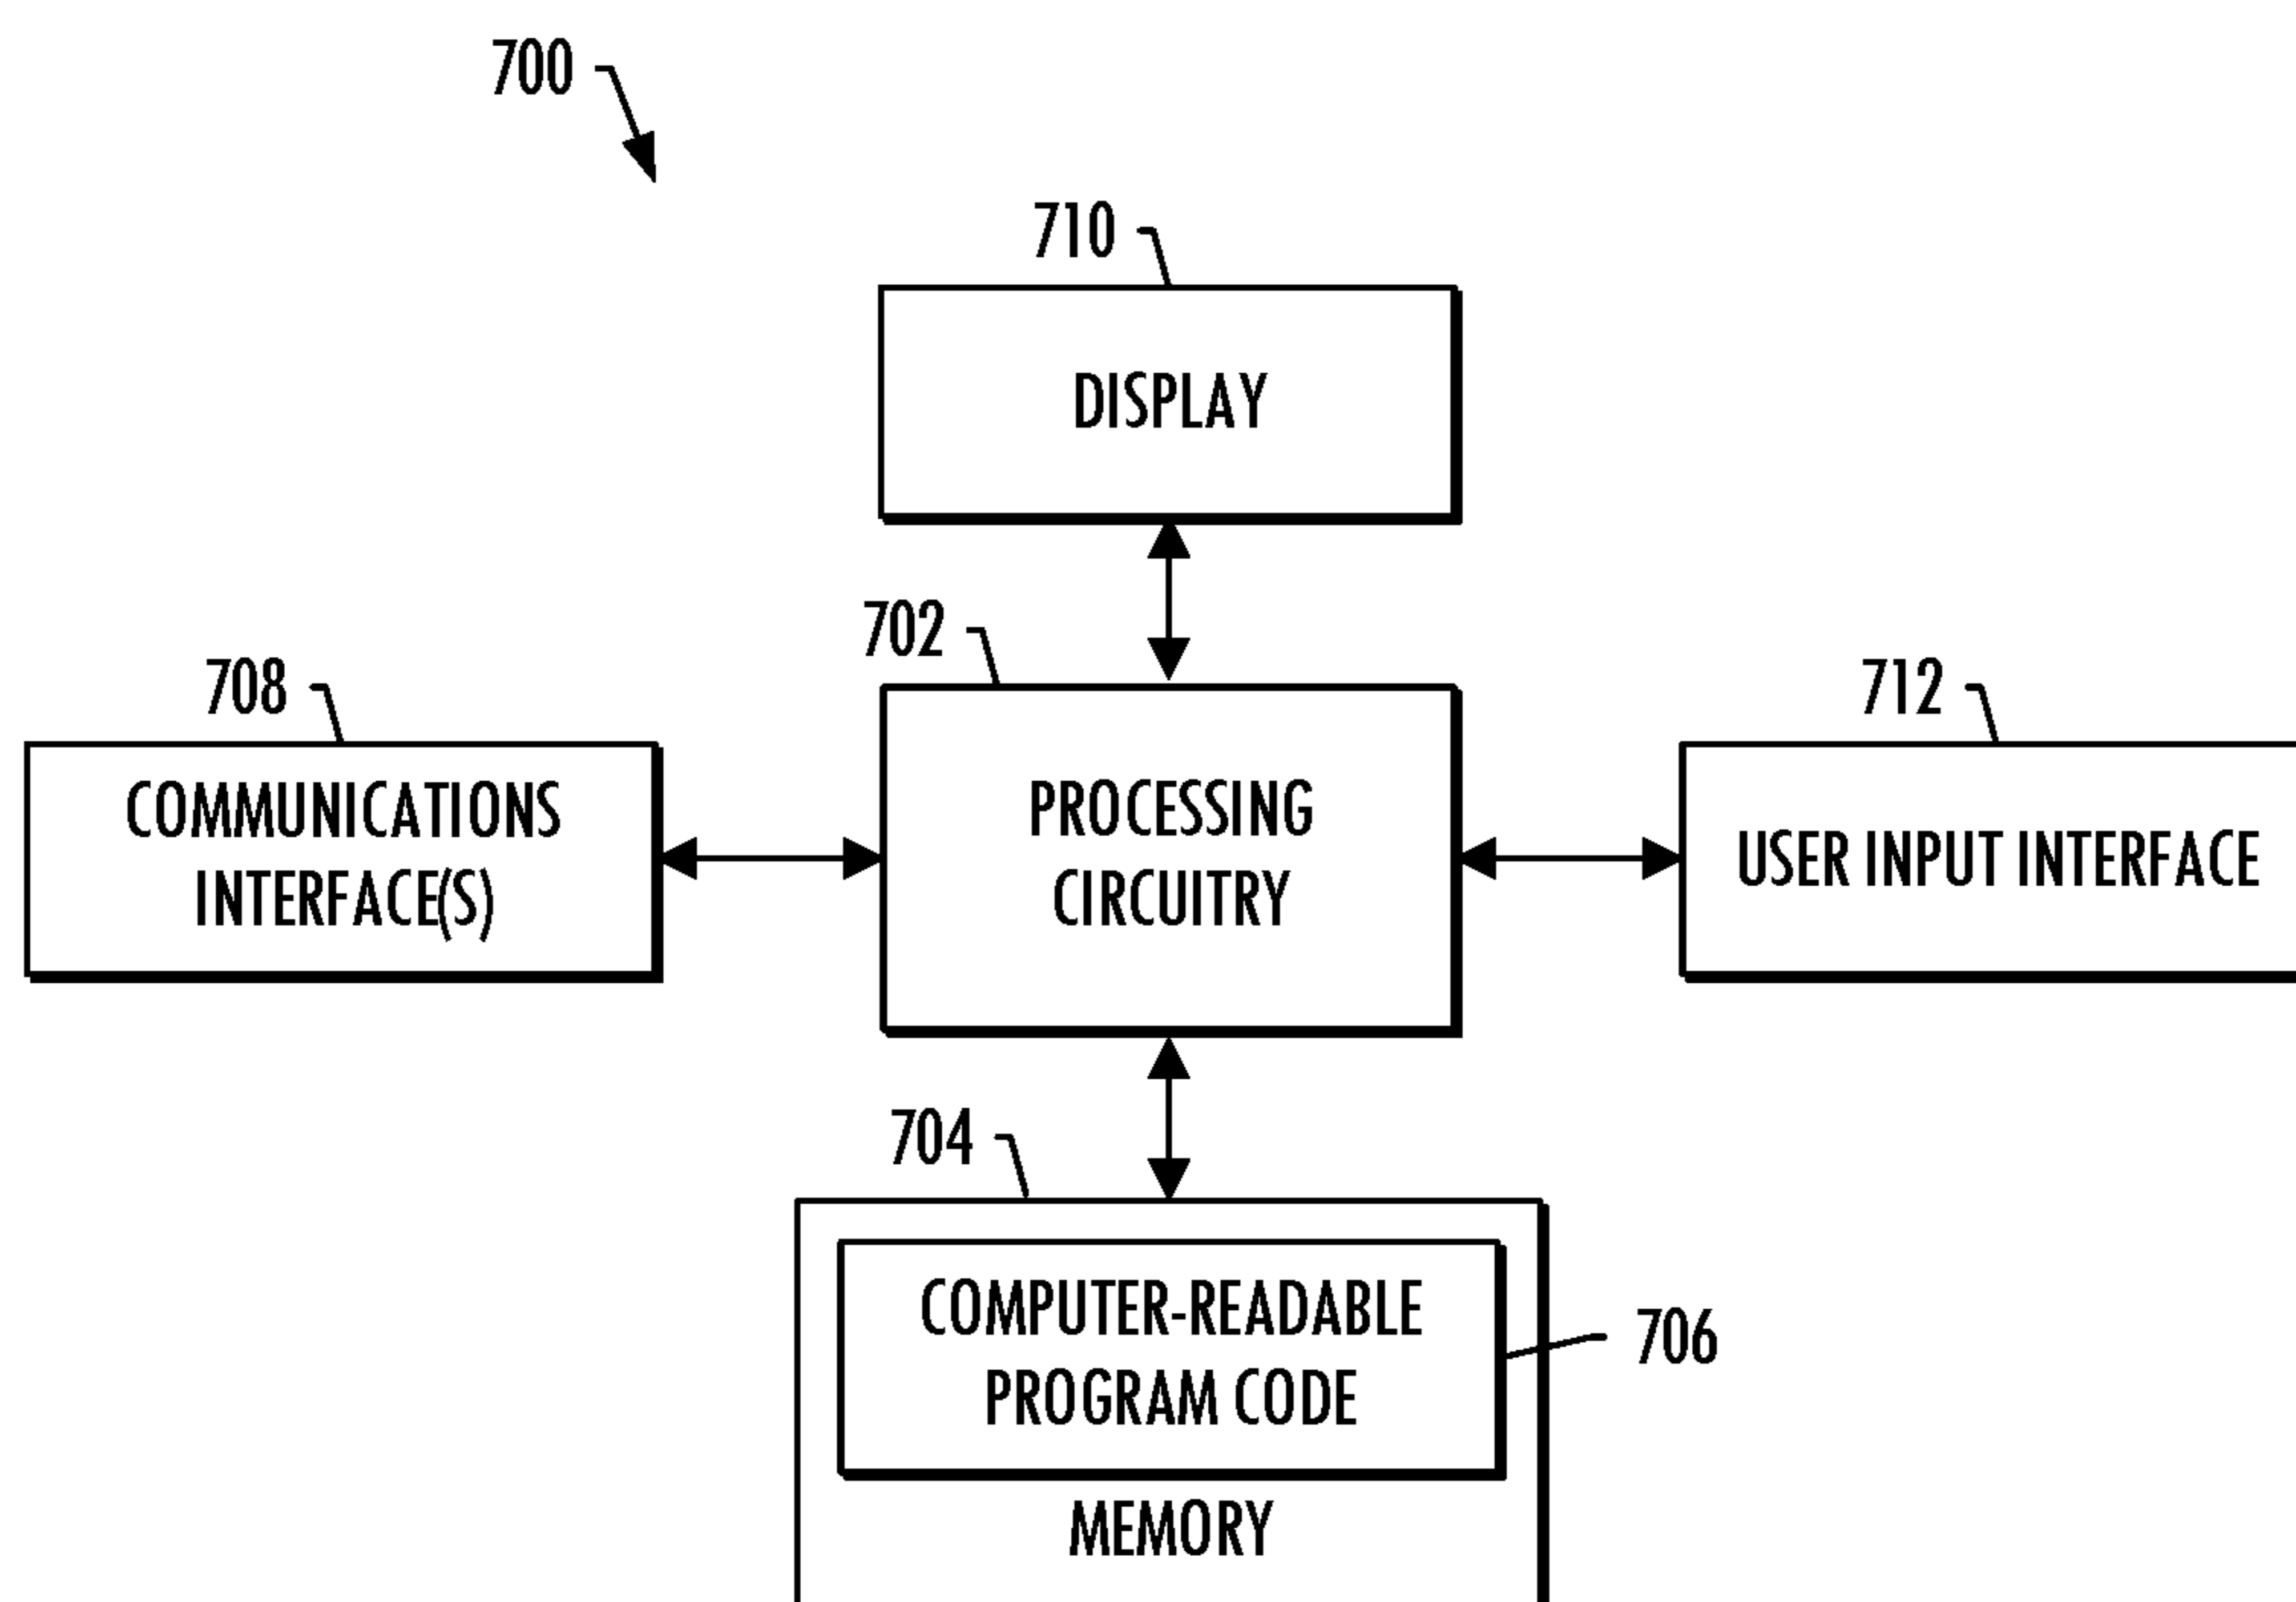 700
710
DISPLAY
702
708
712
COMMUNICATIONS
INTERFACE(S)
PROCESSING
CIRCUITRY
USER INPUT INTERFACE
704
COMPUTER-READABLE
PROGRAM CODE
706
MEMORY